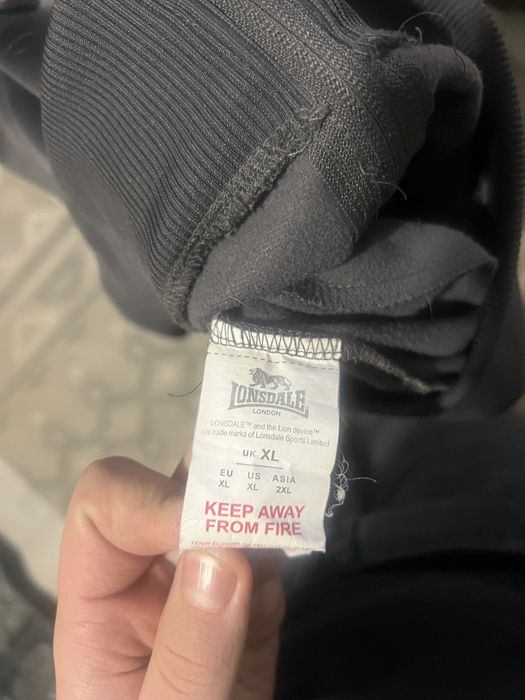 LONSDALE
LONDON
LONSDALE™ and the Lion device™
are trade marks of Lonsdale Sports Limited
UK XL
EU US ASIA
XL XL 2XL
KEEP AWAY
FROM FIRE